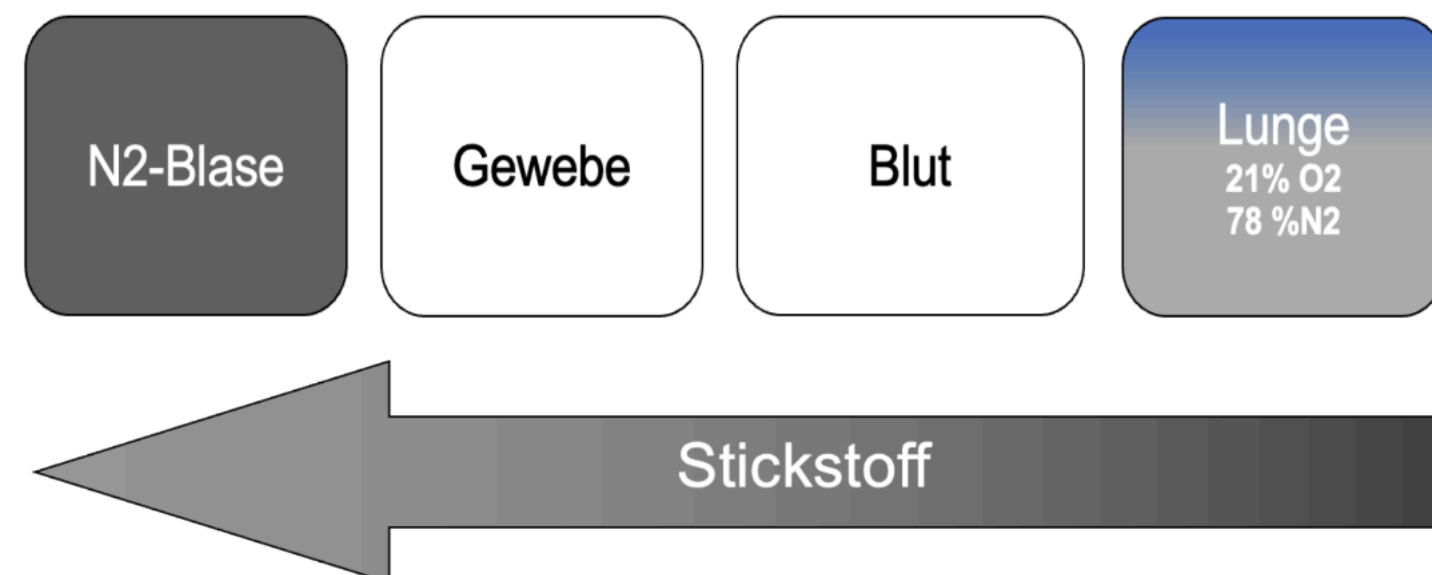 N2-Blase
Gewebe
Blut
Lunge
21% O2
78 %N2
Stickstoff